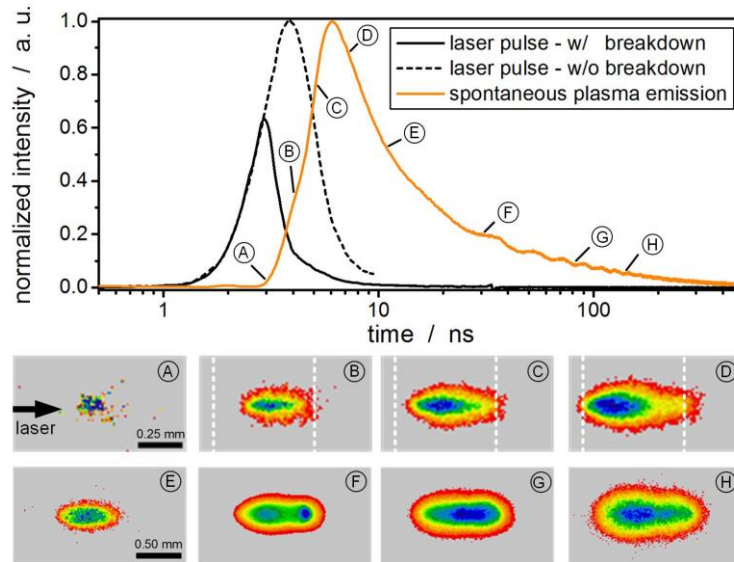 normalized intensity / a. u.
1.0
0.8
0.6
0.4
0.2
0.0
laser pulse - w/ breakdown
laser pulse - w/o breakdown
spontaneous plasma emission
A
B
C
D
E
F
G
H
1
10
100
time / ns
A
laser
0.25 mm
B
C
D
E
0.50 mm
F
G
H